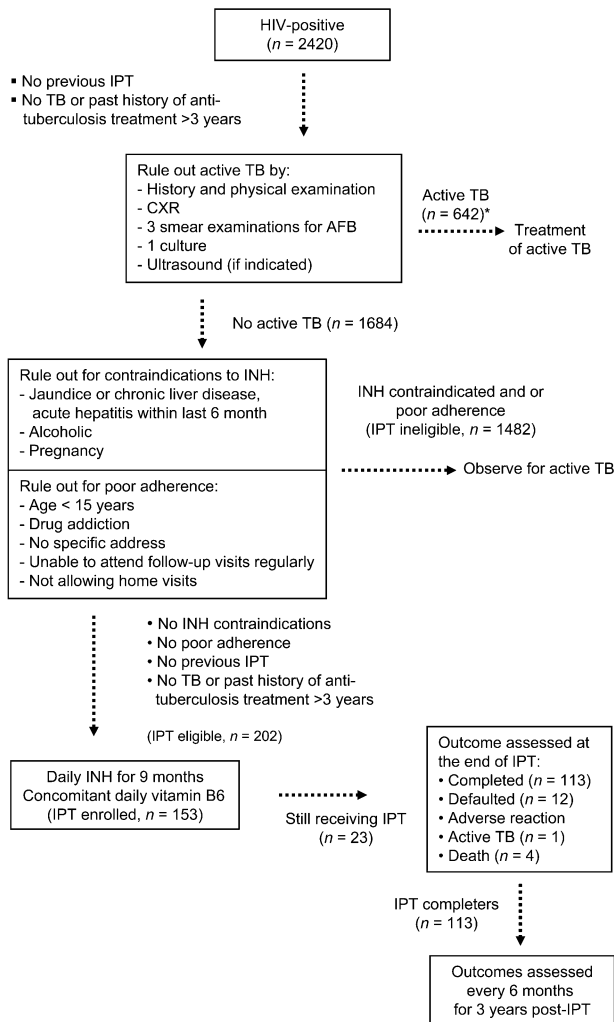 HIV-positive
(n = 2420)
▪ No previous IPT
▪ No TB or past history of anti-
tuberculosis treatment >3 years
Rule out active TB by:
- History and physical examination
- CXR
- 3 smear examinations for AFB
- 1 culture
- Ultrasound (if indicated)
Active TB
(n = 642)*
Treatment
of active TB
No active TB (n = 1684)
Rule out for contraindications to INH:
- Jaundice or chronic liver disease,
acute hepatitis within last 6 month
- Alcoholic
- Pregnancy
Rule out for poor adherence:
- Age < 15 years
- Drug addiction
- No specific address
- Unable to attend follow-up visits regularly
- Not allowing home visits
INH contraindicated and or
poor adherence
(IPT ineligible, n = 1482)
Observe for active TB
• No INH contraindications
• No poor adherence
• No previous IPT
• No TB or past history of anti-
tuberculosis treatment >3 years
(IPT eligible, n = 202)
Daily INH for 9 months
Concomitant daily vitamin B6
(IPT enrolled, n = 153)
Still receiving IPT
(n = 23)
Outcome assessed at
the end of IPT:
• Completed (n = 113)
• Defaulted (n = 12)
• Adverse reaction
• Active TB (n = 1)
• Death (n = 4)
IPT completers
(n = 113)
Outcomes assessed
every 6 months
for 3 years post-IPT